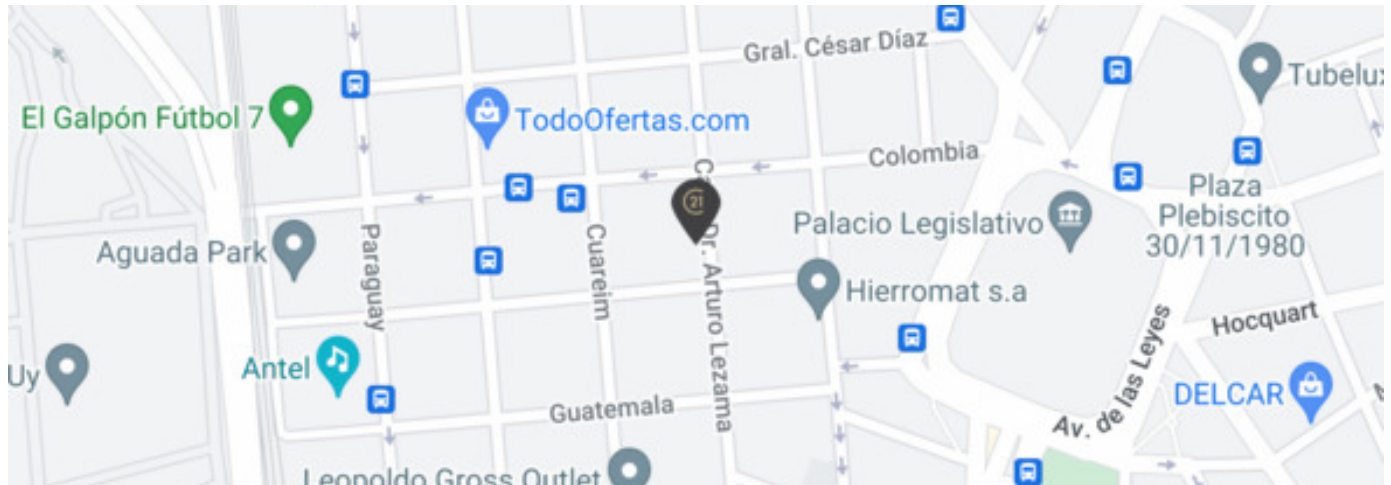 Gral. César Díaz
Tubelux
El Galpón Fútbol 7
TodoOfertas.com
Colombia
21
Plaza
Plebiscito
30/11/1980
Palacio Legislativo
Aguada Park
Paraguay
Cuareim
Dr. Arturo Lezama
Hierromat s.a
Hocquart
Uy
Antel
Av. de las Leyes
DELCAR
Guatemala
Leopoldo Gross Outlet